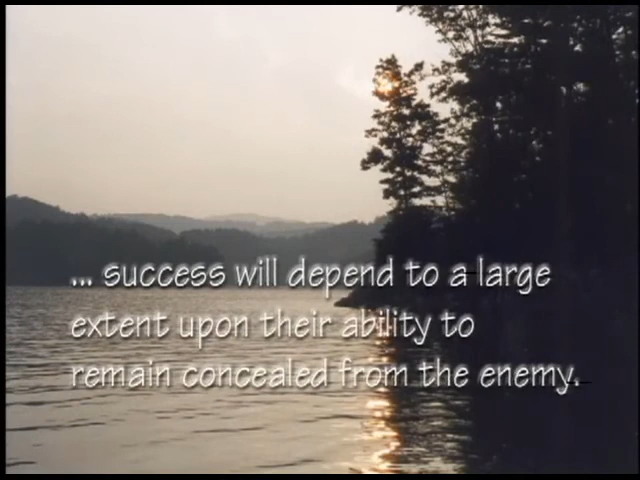 ... success will depend to a large
extent upon their ability to
remain concealed from the enemy.